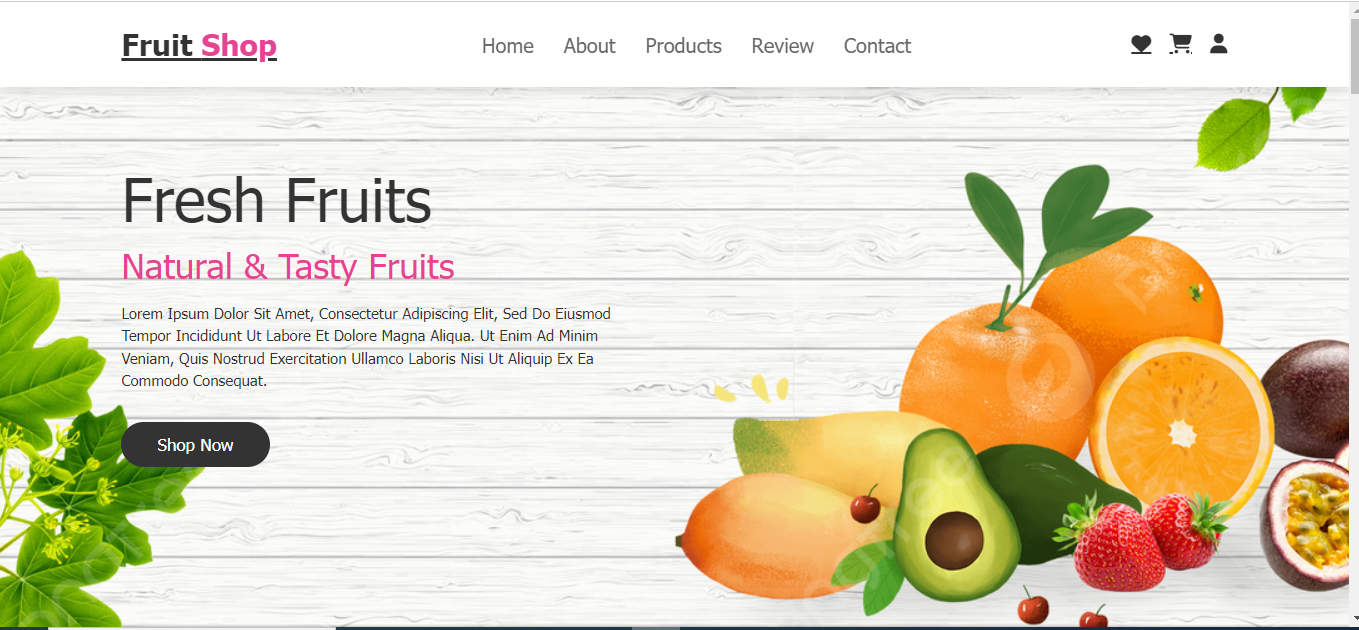 Fruit Shop
Home About Products Review Contact
Fresh Fruits
Natural & Tasty Fruits
Lorem Ipsum Dolor Sit Amet, Consectetur Adipiscing Elit, Sed Do Eiusmod
Tempor Incididunt Ut Labore Et Dolore Magna Aliqua. Ut Enim Ad Minim
Veniam, Quis Nostrud Exercitation Ullamco Laboris Nisi Ut Aliquip Ex Ea
Commodo Consequat.
Shop Now